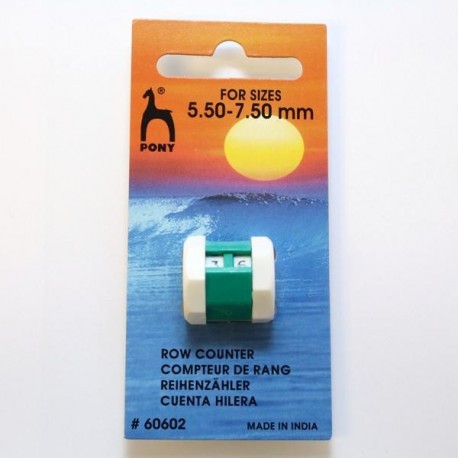 FOR SIZES
5.50-7.50 mm
®
PONY
ROW COUNTER
COMPTEUR DE RANG
REIHENZÄHLER
CUENTA HILERA
# 60602
MADE IN INDIA